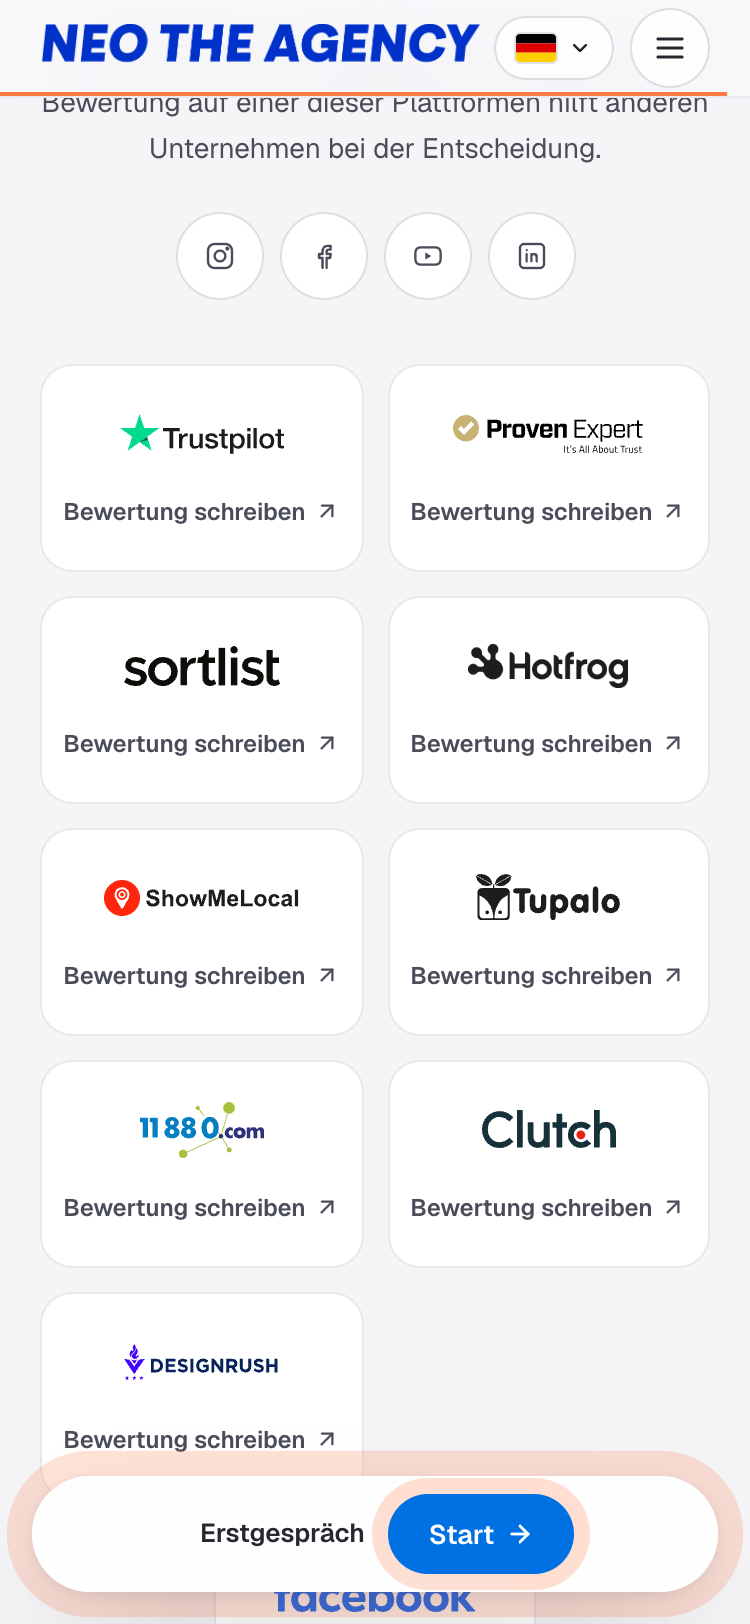 NEO THE AGENCY
Bewertung auf einer dieser Plattformen hilft anderen
Unternehmen bei der Entscheidung.
Trustpilot
Proven Expert
It's All About Trust
Bewertung schreiben
Bewertung schreiben
sortlist
Hotfrog
Bewertung schreiben
Bewertung schreiben
ShowMeLocal
Tupalo
Bewertung schreiben
Bewertung schreiben
11880.com
Clutch
Bewertung schreiben
Bewertung schreiben
DESIGNRUSH
Bewertung schreiben
Erstgespräch
Start
facebook